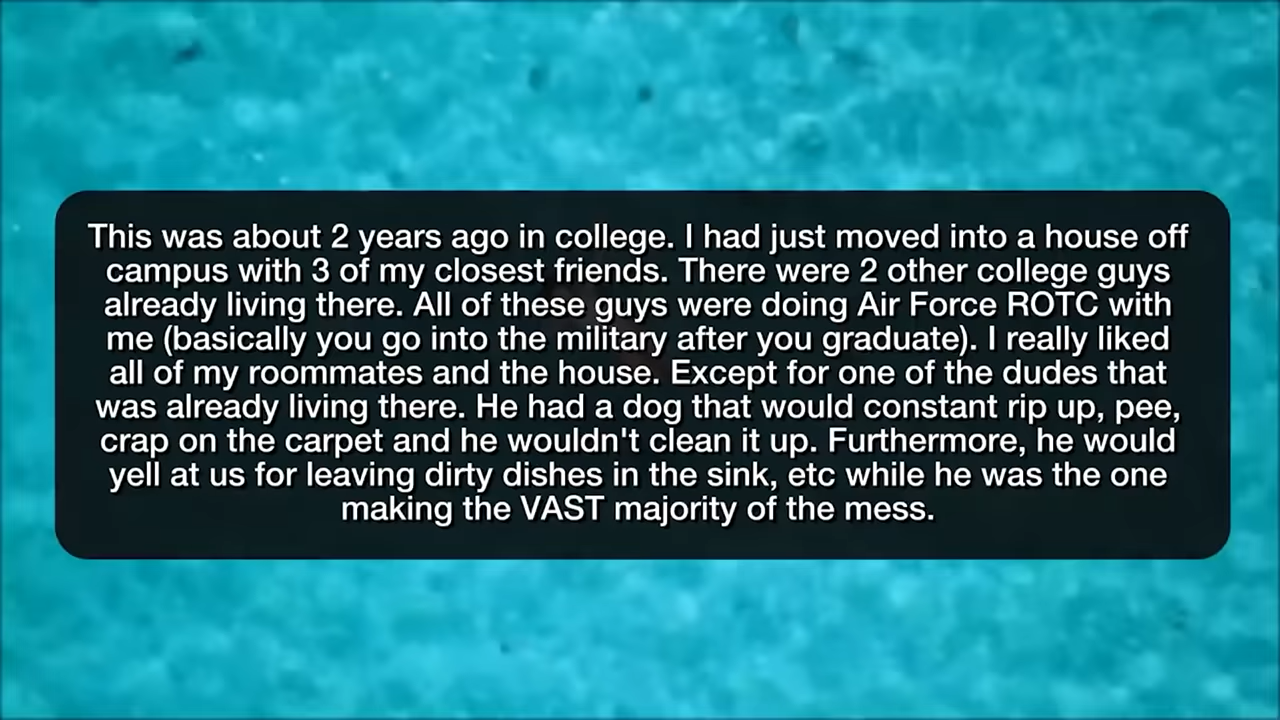 This was about 2 years ago in college. I had just moved into a house off
campus with 3 of my closest friends. There were 2 other college guys
already living there. All of these guys were doing Air Force ROTC with
me (basically you go into the military after you graduate). I really liked
all of my roommates and the house. Except for one of the dudes that
was already living there. He had a dog that would constant rip up, pee,
crap on the carpet and he wouldn't clean it up. Furthermore, he would
yell at us for leaving dirty dishes in the sink, etc while he was the one
making the VAST majority of the mess.